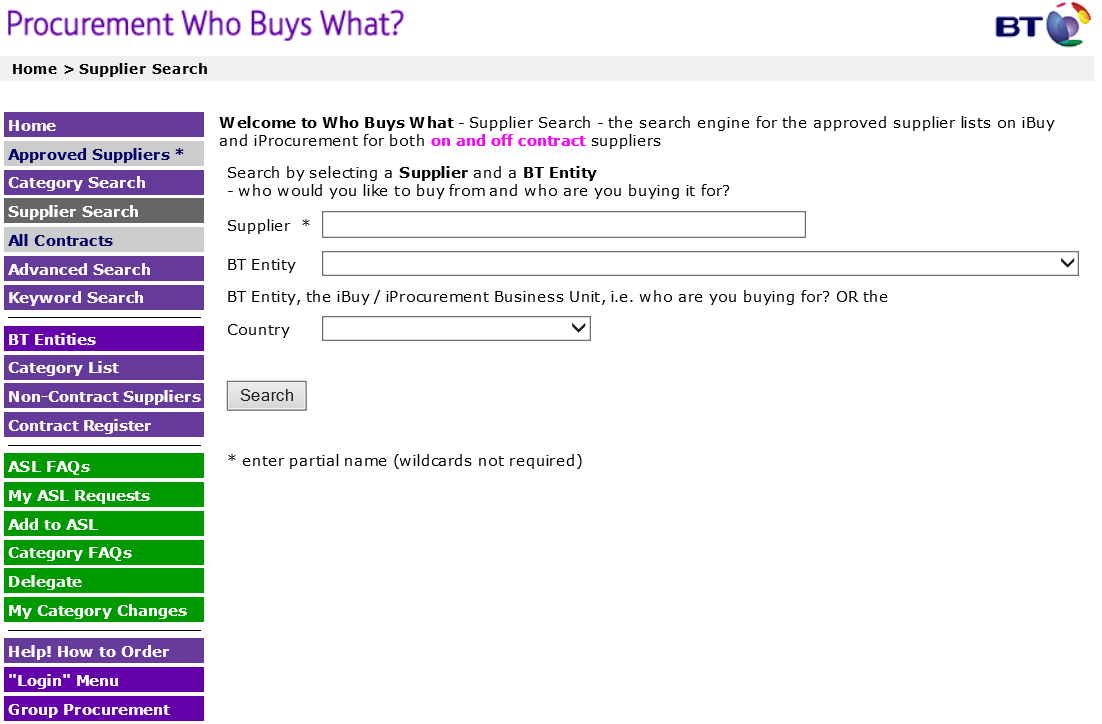 Procurement Who Buys What?
BT
Home > Supplier Search
Home
Approved Suppliers *
Category Search
Supplier Search
All Contracts
Advanced Search
Keyword Search
BT Entities
Category List
Non-Contract Suppliers
Contract Register
ASL FAQs
My ASL Requests
Add to ASL
Category FAQs
Delegate
My Category Changes
Help! How to Order
"Login" Menu
Group Procurement
Welcome to Who Buys What - Supplier Search - the search engine for the approved supplier lists on iBuy
and iProcurement for both on and off contract suppliers
Search by selecting a Supplier and a BT Entity
- who would you like to buy from and who are you buying it for?
Supplier *
BT Entity
BT Entity, the iBuy / iProcurement Business Unit, i.e. who are you buying for? OR the
Country
Search
* enter partial name (wildcards not required)